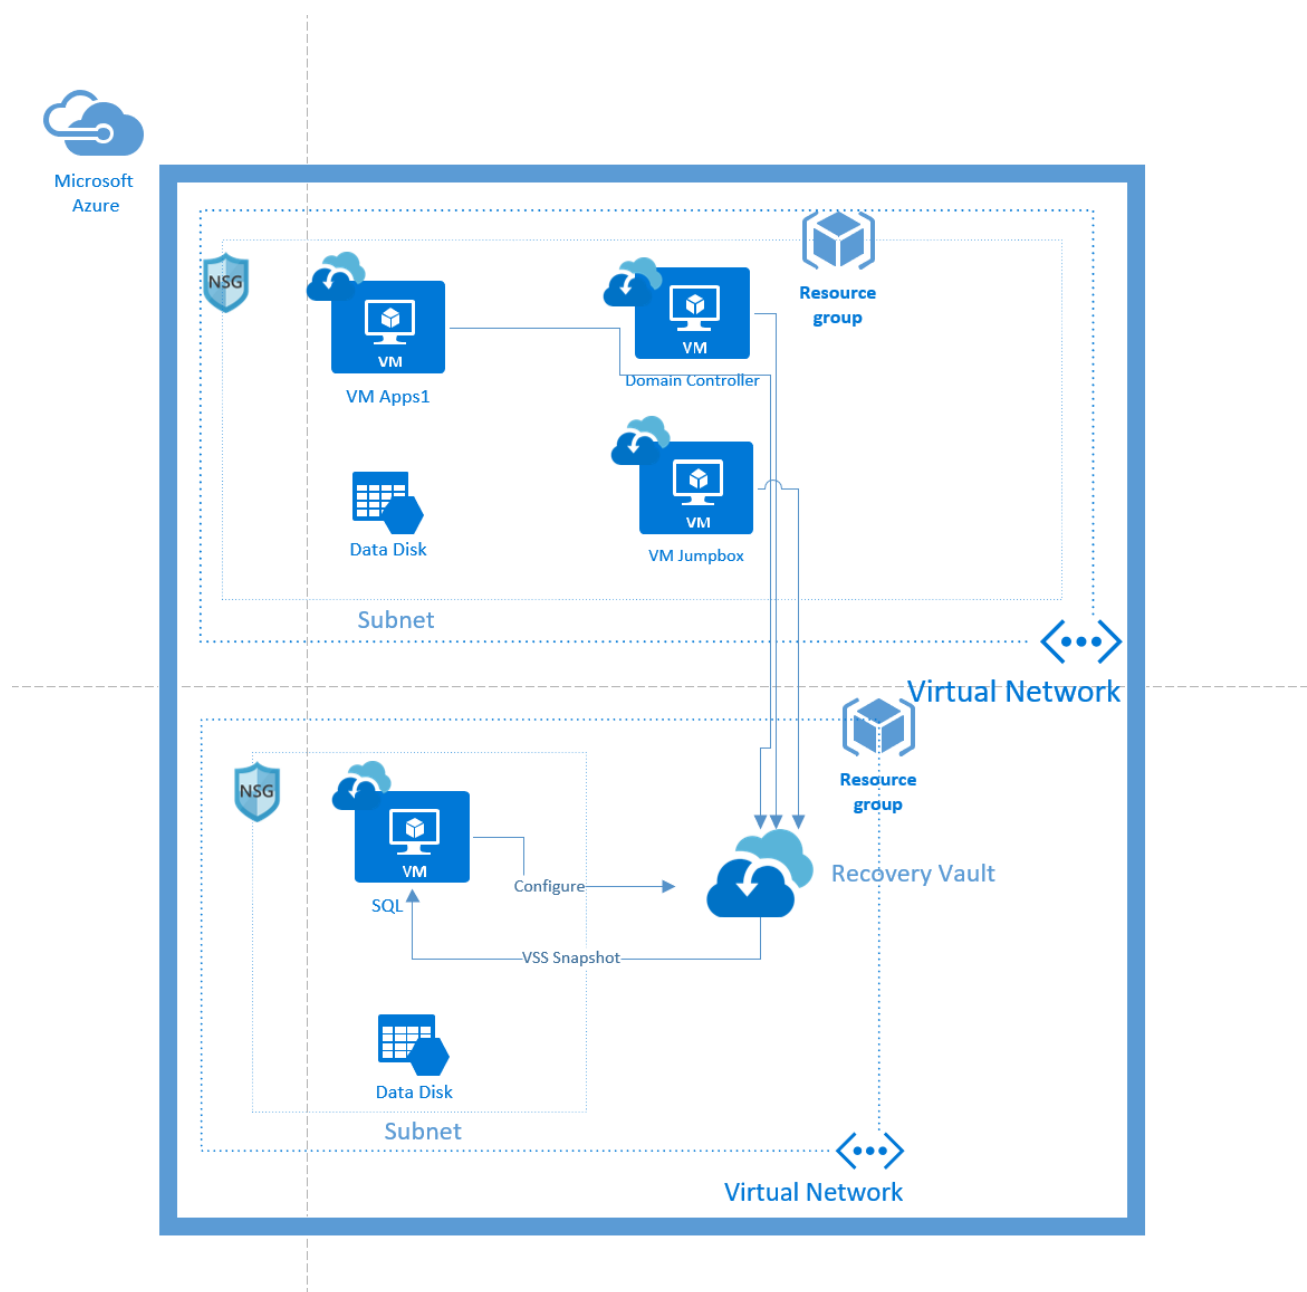 Microsoft
Azure
NSG
VM
VM Apps1
VM
Domain Controller
Resource
group
VM
VM Jumpbox
Data Disk
Subnet
Virtual Network
Resource
group
NSG
VM
SQL
Configure
Recovery Vault
VSS Snapshot
Data Disk
Subnet
Virtual Network